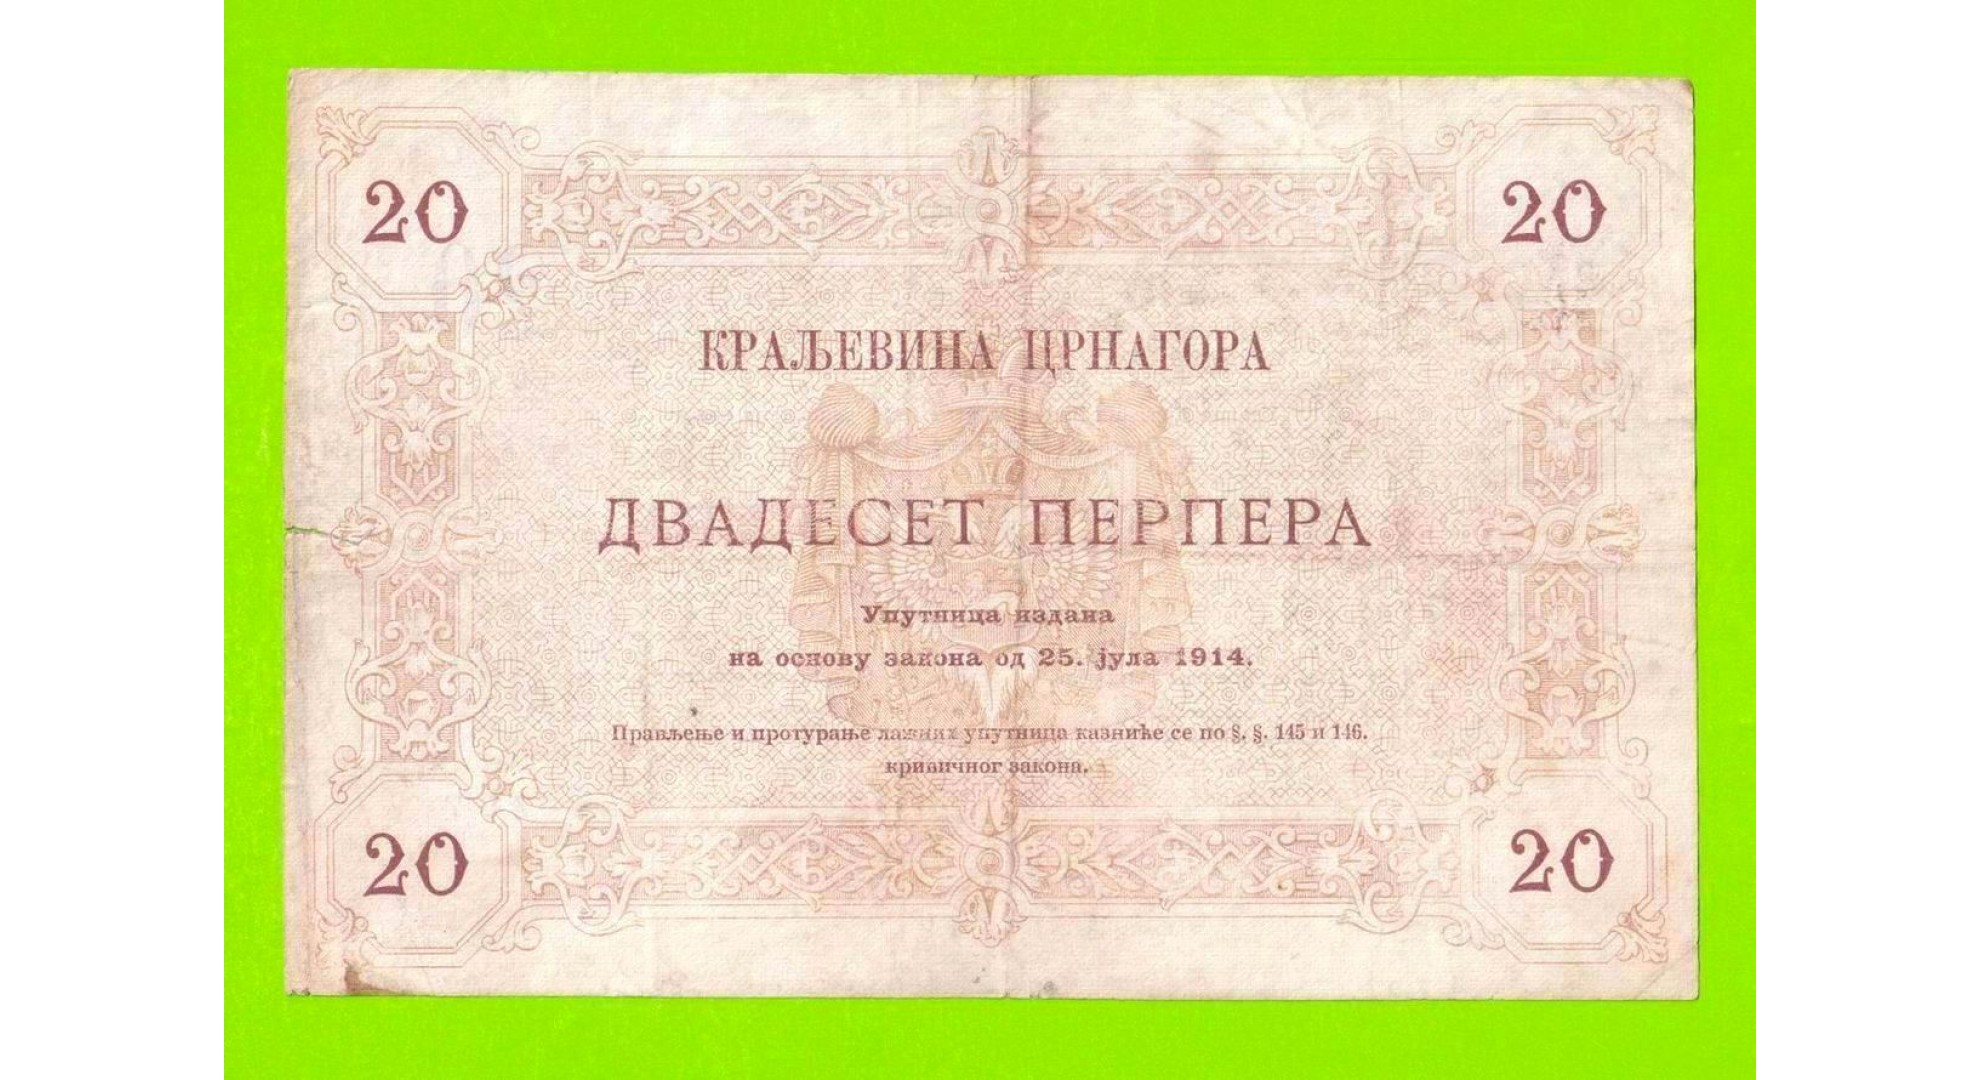 20
20
КРАЉЕВИНА ЦРНАГОРА
ДВАДЕСЕТ ПЕРПЕРА
Упутница издана
на основу закона од 25. јула 1914.
Прављење и протурање лажних упутница казниће се по §. §. 145 и 146.
кривичног закона.
20
20